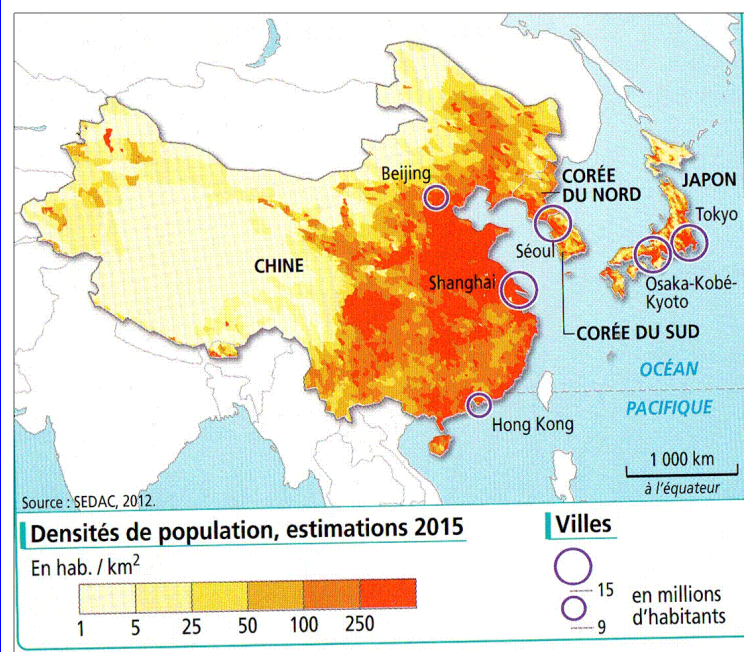 Beijing
CORÉE
DU NORD
JAPON
Tokyo
Séoul
CHINE
Shanghai
Osaka-Kobé-
Kyoto
CORÉE DU SUD
OCÉAN
PACIFIQUE
Hong Kong
1 000 km
à l'équateur
Source : SEDAC, 2012.
Densités de population, estimations 2015
En hab. / km²
1 5 25 50 100 250
Villes
15
9
en millions
d'habitants